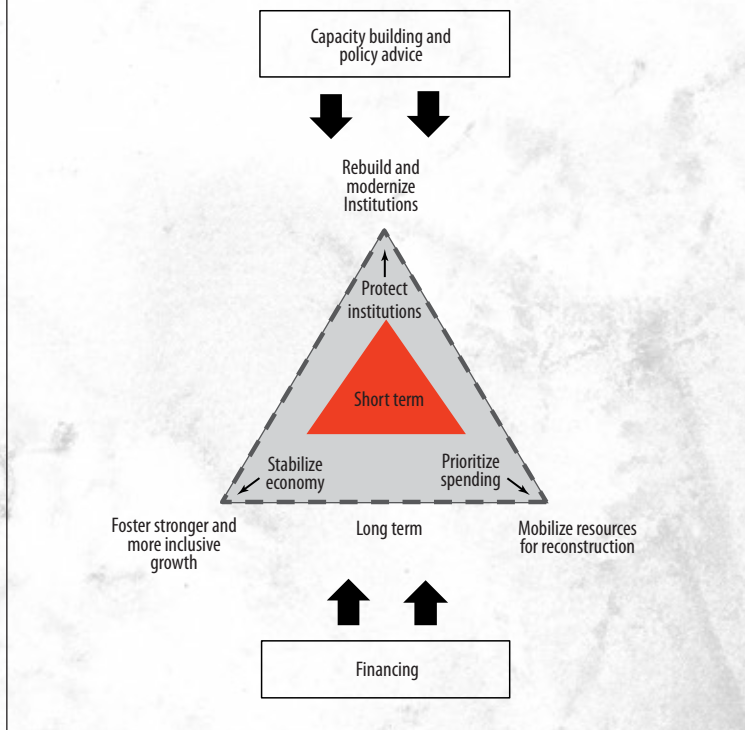 Capacity building and
policy advice
Rebuild and
modernize
Institutions
Protect
institutions
Short term
Stabilize
economy
Prioritize
spending
Foster stronger and
more inclusive
growth
Long term
Mobilize resources
for reconstruction
Financing